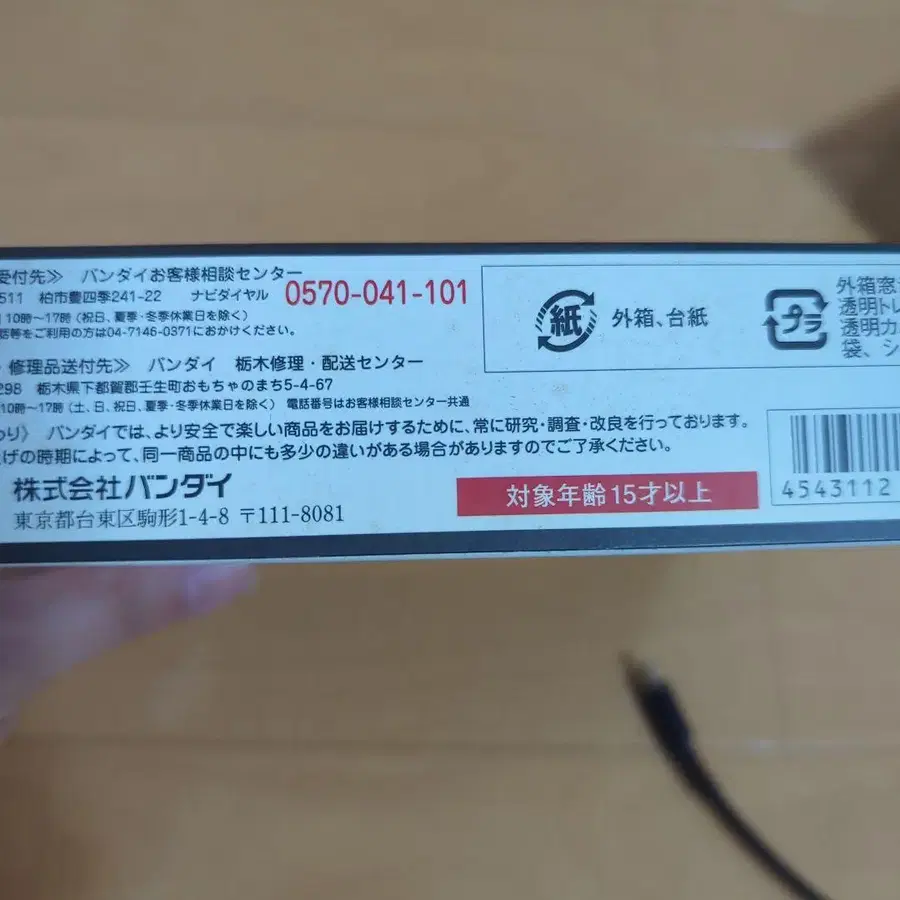 受付先≫ バンダイお客様相談センター
511 柏市豊四季241-22 ナビダイヤル 0570-041-101
10時～17時(祝日、夏季・冬季休業日を除く)
話等をご利用の方は04-7146-0371におかけください。
・修理品送付先≫ バンダイ 栃木修理・配送センター
298 栃木県下都賀郡壬生町おもちゃのまち5-4-67
10時～17時(土、日、祝日、夏季・冬季休業日を除く) 電話番号はお客様相談センター共通
わり》 バンダイでは、より安全で楽しい商品をお届けするために、常に研究・調査・改良を行っております。
上げの時期によって、同一商品の中にも多少の違いがある場合がありますのでご了承ください。
株式会社バンダイ
東京都台東区駒形1-4-8 〒111-8081
対象年齢15才以上
紙 外箱、台紙
プラ
外箱窓
透明トレ
透明カ
袋、シ
4543112